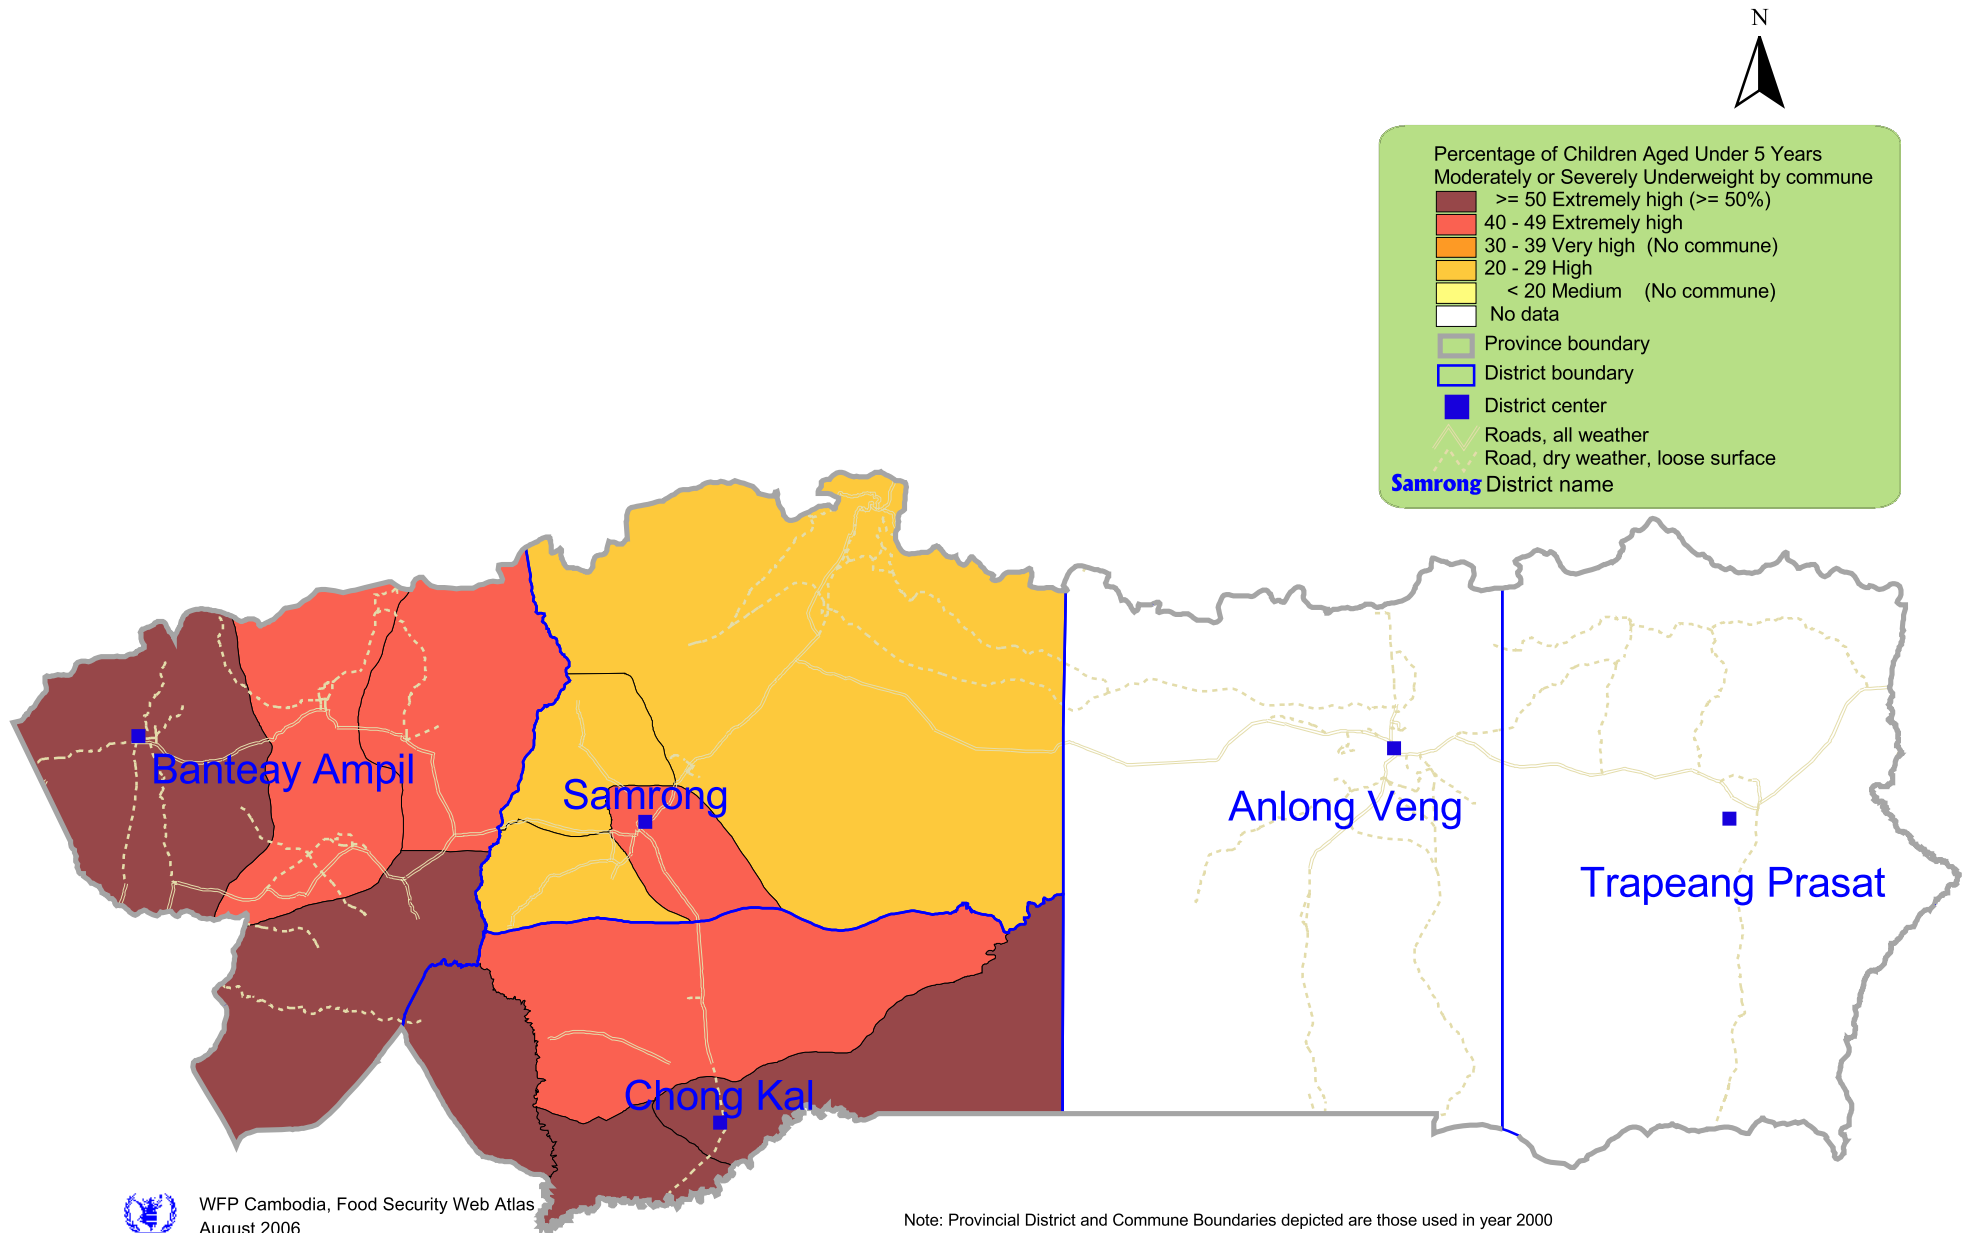 N
Percentage of Children Aged Under 5 Years
Moderately or Severely Underweight by commune
>= 50 Extremely high (>= 50%)
40 - 49 Extremely high
30 - 39 Very high (No commune)
20 - 29 High
< 20 Medium (No commune)
No data
Province boundary
District boundary
District center
Roads, all weather
Road, dry weather, loose surface
Samrong District name
Banteay Ampil
Samrong
Anlong Veng
Trapeang Prasat
Chong Kal
WFP Cambodia, Food Security Web Atlas
August 2006
Note: Provincial District and Commune Boundaries depicted are those used in year 2000